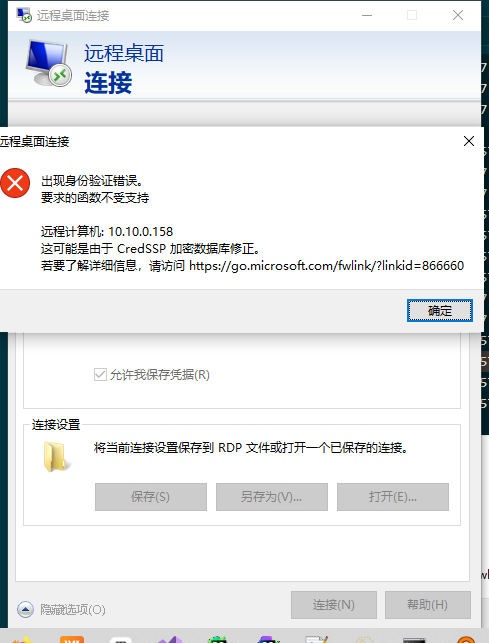 远程桌面连接
远程桌面
连接
远程桌面连接
出现身份验证错误。
要求的函数不受支持
远程计算机: 10.10.0.158
这可能是由于 CredSSP 加密数据库修正。
若要了解详细信息，请访问 https://go.microsoft.com/fwlink/?linkid=866660
确定
允许我保存凭据(R)
连接设置
将当前连接设置保存到 RDP 文件或打开一个已保存的连接。
保存(S)
另存为(V)...
打开(E)...
隐藏选项(O)
连接(N)
帮助(H)